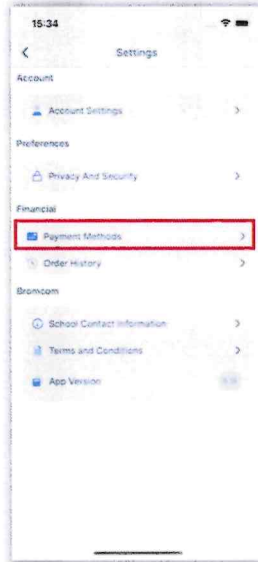 15:34
Settings
Account
Account Settings
Preferences
Privacy And Security
Financial
Payment Methods
Order History
Bromcom
School Contact Information
Terms and Conditions
App Version